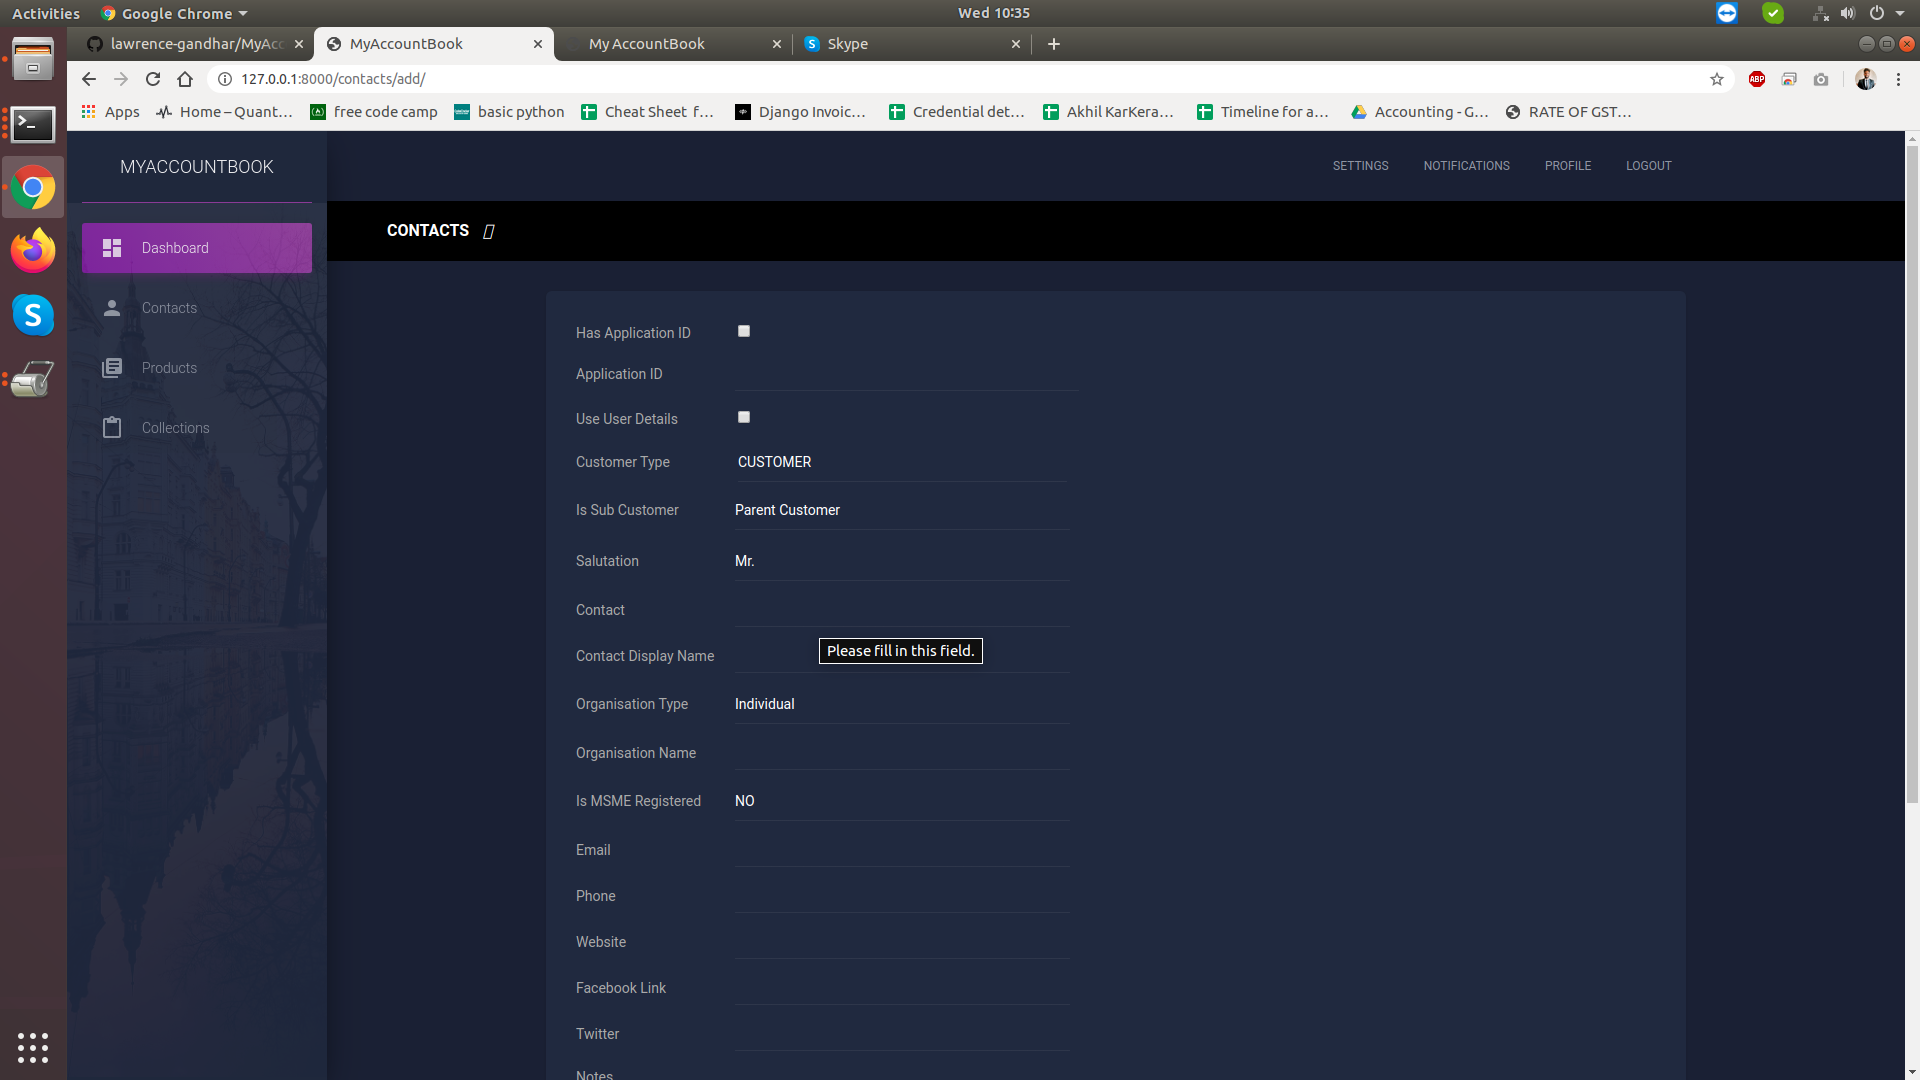 Activities
Google Chrome
Wed 10:35
lawrence-gandhar/MyAcc
MyAccountBook
My AccountBook
Skype
127.0.0.1:8000/contacts/add/
ABP
Apps
Home – Quant…
free code camp
basic python
Cheat Sheet f…
Django Invoic…
Credential det…
Akhil KarKera…
Timeline for a…
Accounting - G…
RATE OF GST…
MYACCOUNTBOOK
SETTINGS
NOTIFICATIONS
PROFILE
LOGOUT
CONTACTS
Dashboard
Contacts
Products
Collections
Has Application ID
Application ID
Use User Details
Customer Type CUSTOMER
Is Sub Customer Parent Customer
Salutation Mr.
Contact
Please fill in this field.
Contact Display Name
Organisation Type Individual
Organisation Name
Is MSME Registered NO
Email
Phone
Website
Facebook Link
Twitter
Notes